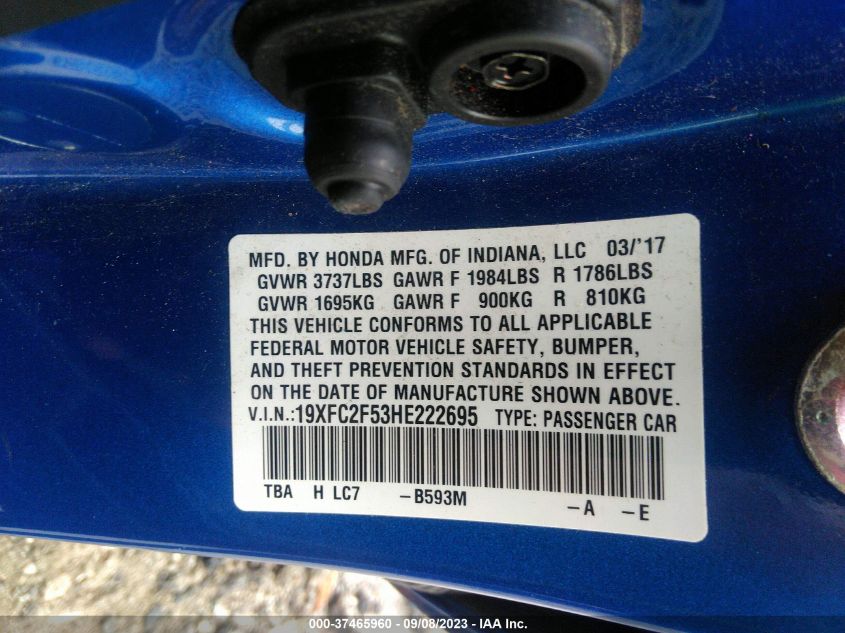 MFD. BY HONDA MFG. OF INDIANA, LLC 03/'17
GVWR 3737LBS GAWR F 1984LBS R 1786LBS
GVWR 1695KG GAWR F 900KG R 810KG
THIS VEHICLE CONFORMS TO ALL APPLICABLE
FEDERAL MOTOR VEHICLE SAFETY, BUMPER,
AND THEFT PREVENTION STANDARDS IN EFFECT
ON THE DATE OF MANUFACTURE SHOWN ABOVE.
V.I.N.:19XFC2F53HE222695 TYPE: PASSENGER CAR
TBA H LC7 –B593M –A –E
000-37465960 - 09/08/2023 - IAA Inc.